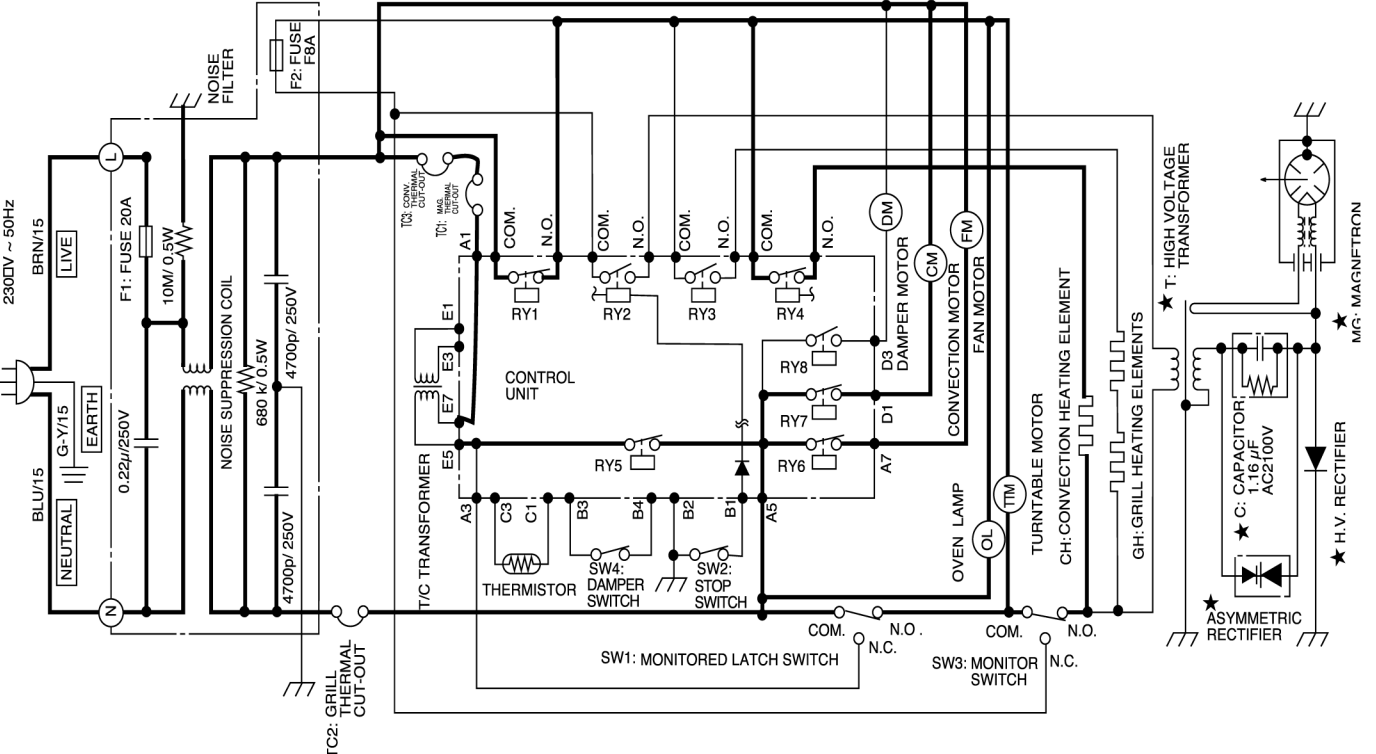 230□V ~ 50Hz
BRN/15
LIVE
G-Y/15
EARTH
BLU/15
NEUTRAL
L
N
F1: FUSE 20A
0.22µ/250V
10M/ 0.5W
NOISE
FILTER
NOISE SUPPRESSION COIL
680 k/ 0.5W
4700p/ 250V
4700p/ 250V
F2: FUSE
F8A
TC2: GRILL
THERMAL
CUT-OUT
TC3: CONV.
THERMAL
CUT-OUT
TC1: MAG.
THERMAL
CUT-OUT
A1
COM.
N.O.
COM.
N.O.
COM.
N.O.
COM.
N.O.
RY1
RY2
RY3
RY4
E1
E3
E7
E5
CONTROL
UNIT
T/C TRANSFORMER
RY8
RY7
RY5
RY6
D3
D1
A7
A3
C3
C1
B3
B4
B2
B1
A5
THERMISTOR
SW4:
DAMPER
SWITCH
SW2:
STOP
SWITCH
DM
CM
FM
DAMPER MOTOR
CONVECTION MOTOR
FAN MOTOR
OVEN LAMP
OL
TTM
TURNTABLE MOTOR
CH: CONVECTION HEATING ELEMENT
GH: GRILL HEATING ELEMENTS
COM.
N.O.
N.C.
SW1: MONITORED LATCH SWITCH
COM.
N.O.
N.C.
SW3: MONITOR
SWITCH
★ T: HIGH VOLTAGE
TRANSFORMER
★ C: CAPACITOR
1.16 µF
AC2100V
★ ASYMMETRIC
RECTIFIER
★ H.V. RECTIFIER
★ MG: MAGNETRON